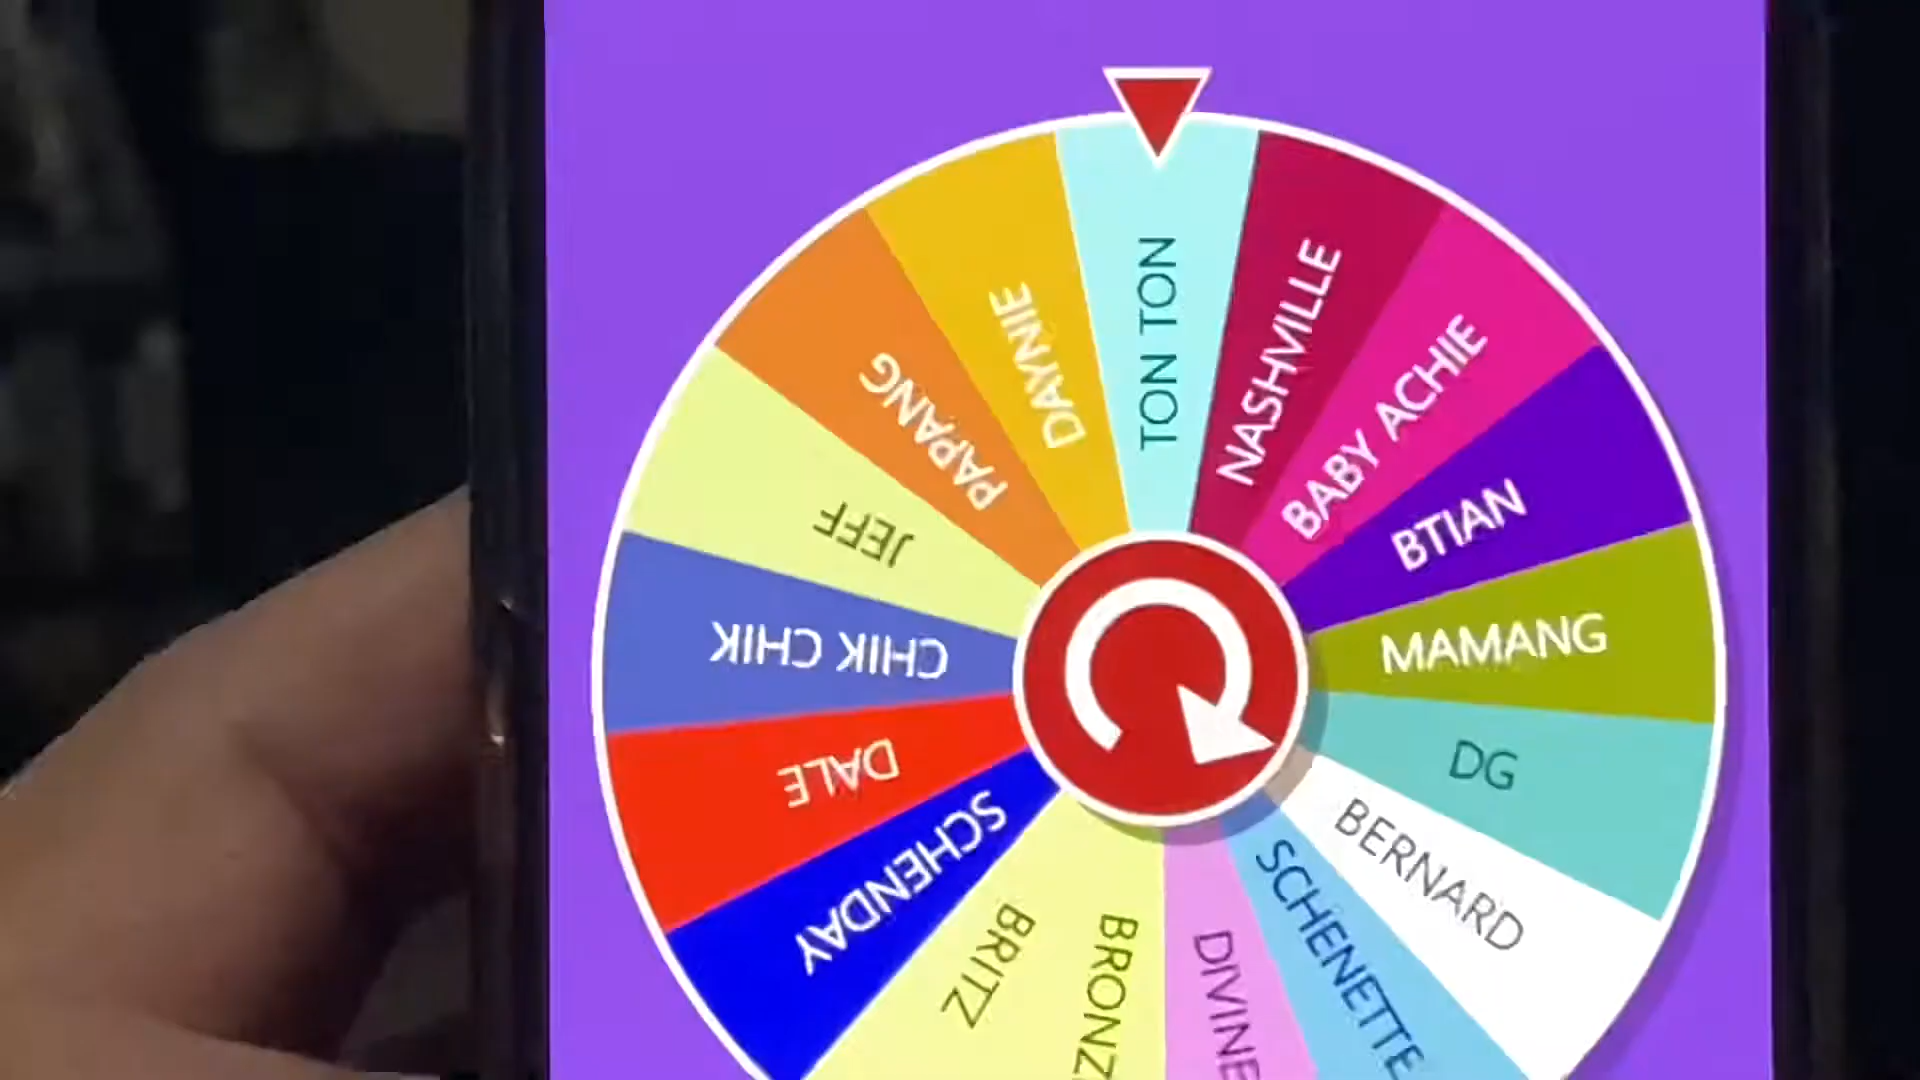 TON TON
NASHVILLE
BABY ACHIE
BTIAN
MAMANG
DG
BERNARD
SCHENETTE
DIVINE
BRONZ
BRITZ
SCHENDAY
DALE
CHIK CHIK
JEFF
PAPANG
DAYNIE